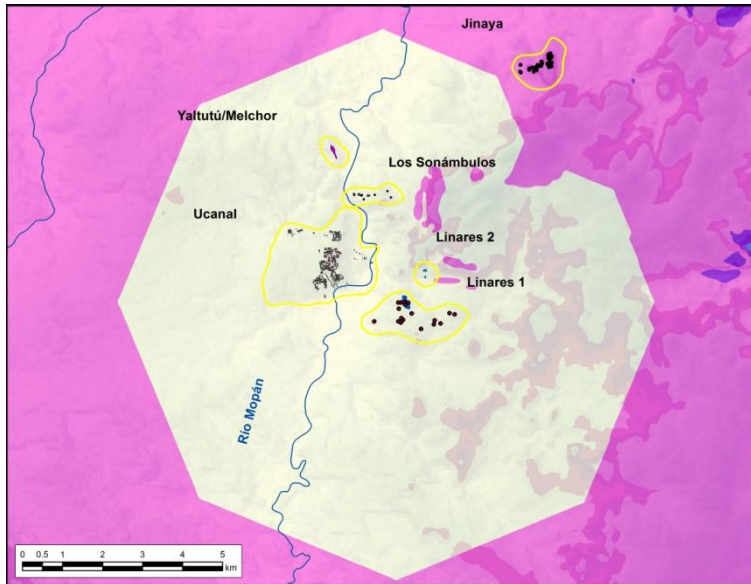 Jinaya
Yaltutú/Melchor
Los Sonámbulos
Ucanal
Linares 2
Linares 1
Río Mopán
0 0.5 1 2 3 4 5
km